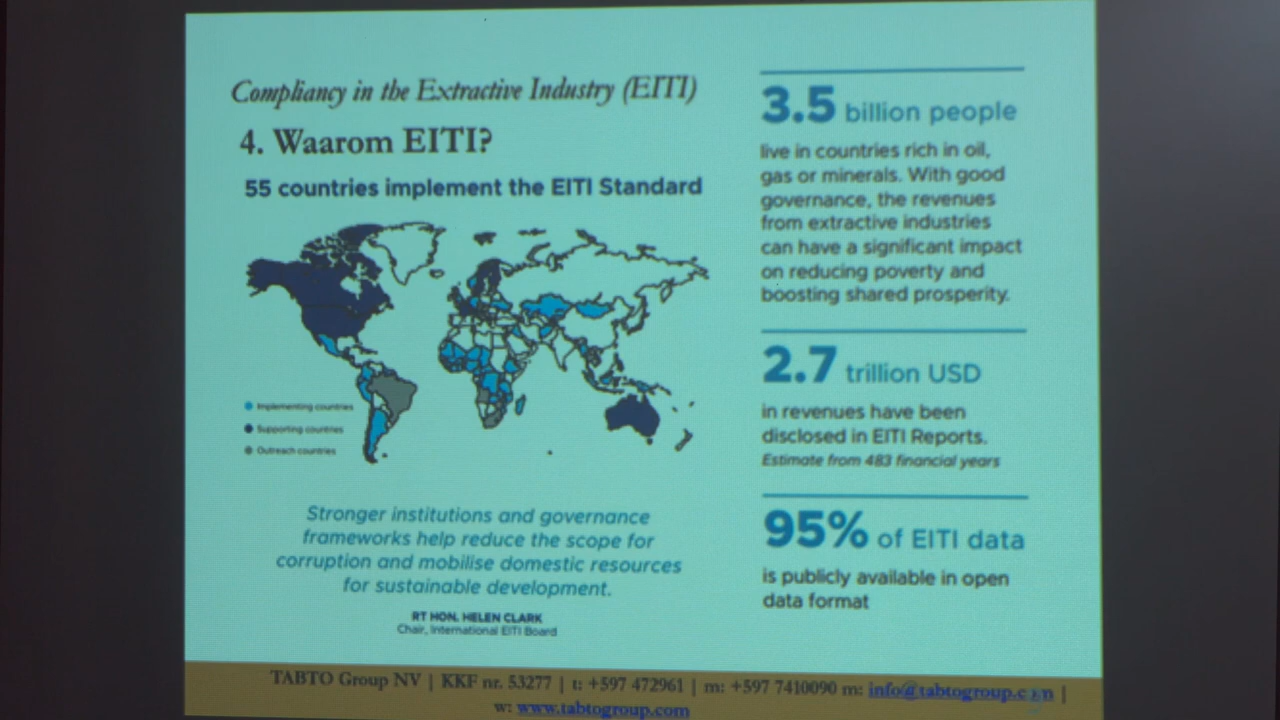 Compliancy in the Extractive Industry (EITI)
4. Waarom EITI?
55 countries implement the EITI Standard
Implementing countries
Supporting countries
Outreach countries
Stronger institutions and governance
frameworks help reduce the scope for
corruption and mobilise domestic resources
for sustainable development.
RT HON. HELEN CLARK
Chair, International EITI Board
3.5 billion people
live in countries rich in oil,
gas or minerals. With good
governance, the revenues
from extractive industries
can have a significant impact
on reducing poverty and
boosting shared prosperity.
2.7 trillion USD
in revenues have been
disclosed in EITI Reports.
Estimate from 483 financial years
95% of EITI data
is publicly available in open
data format
TABTO Group NV | KKF nr. 53277 | t: +597 472961 | m: +597 7410090 m: info@tabtogroup.com |
w: www.tabtogroup.com